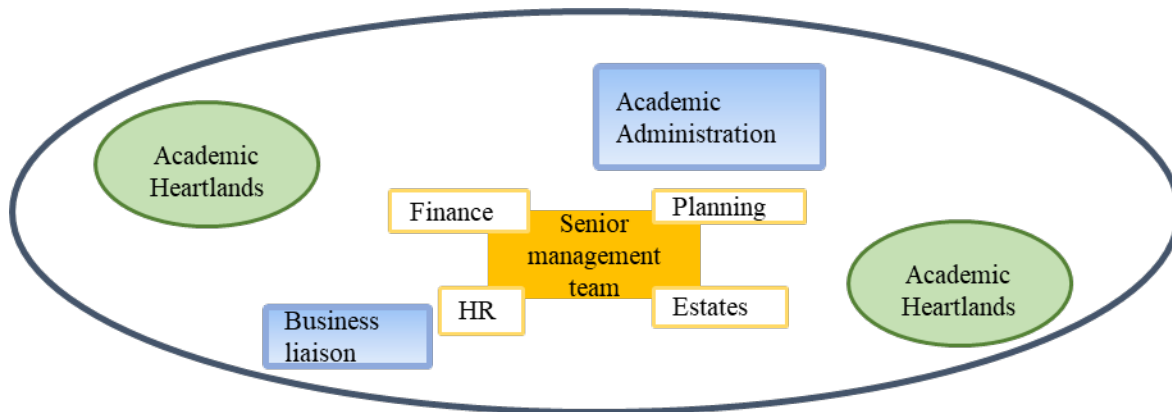 Academic
Administration
Academic
Heartlands
Finance
Planning
Senior
management
team
Academic
Heartlands
HR
Estates
Business
liaison